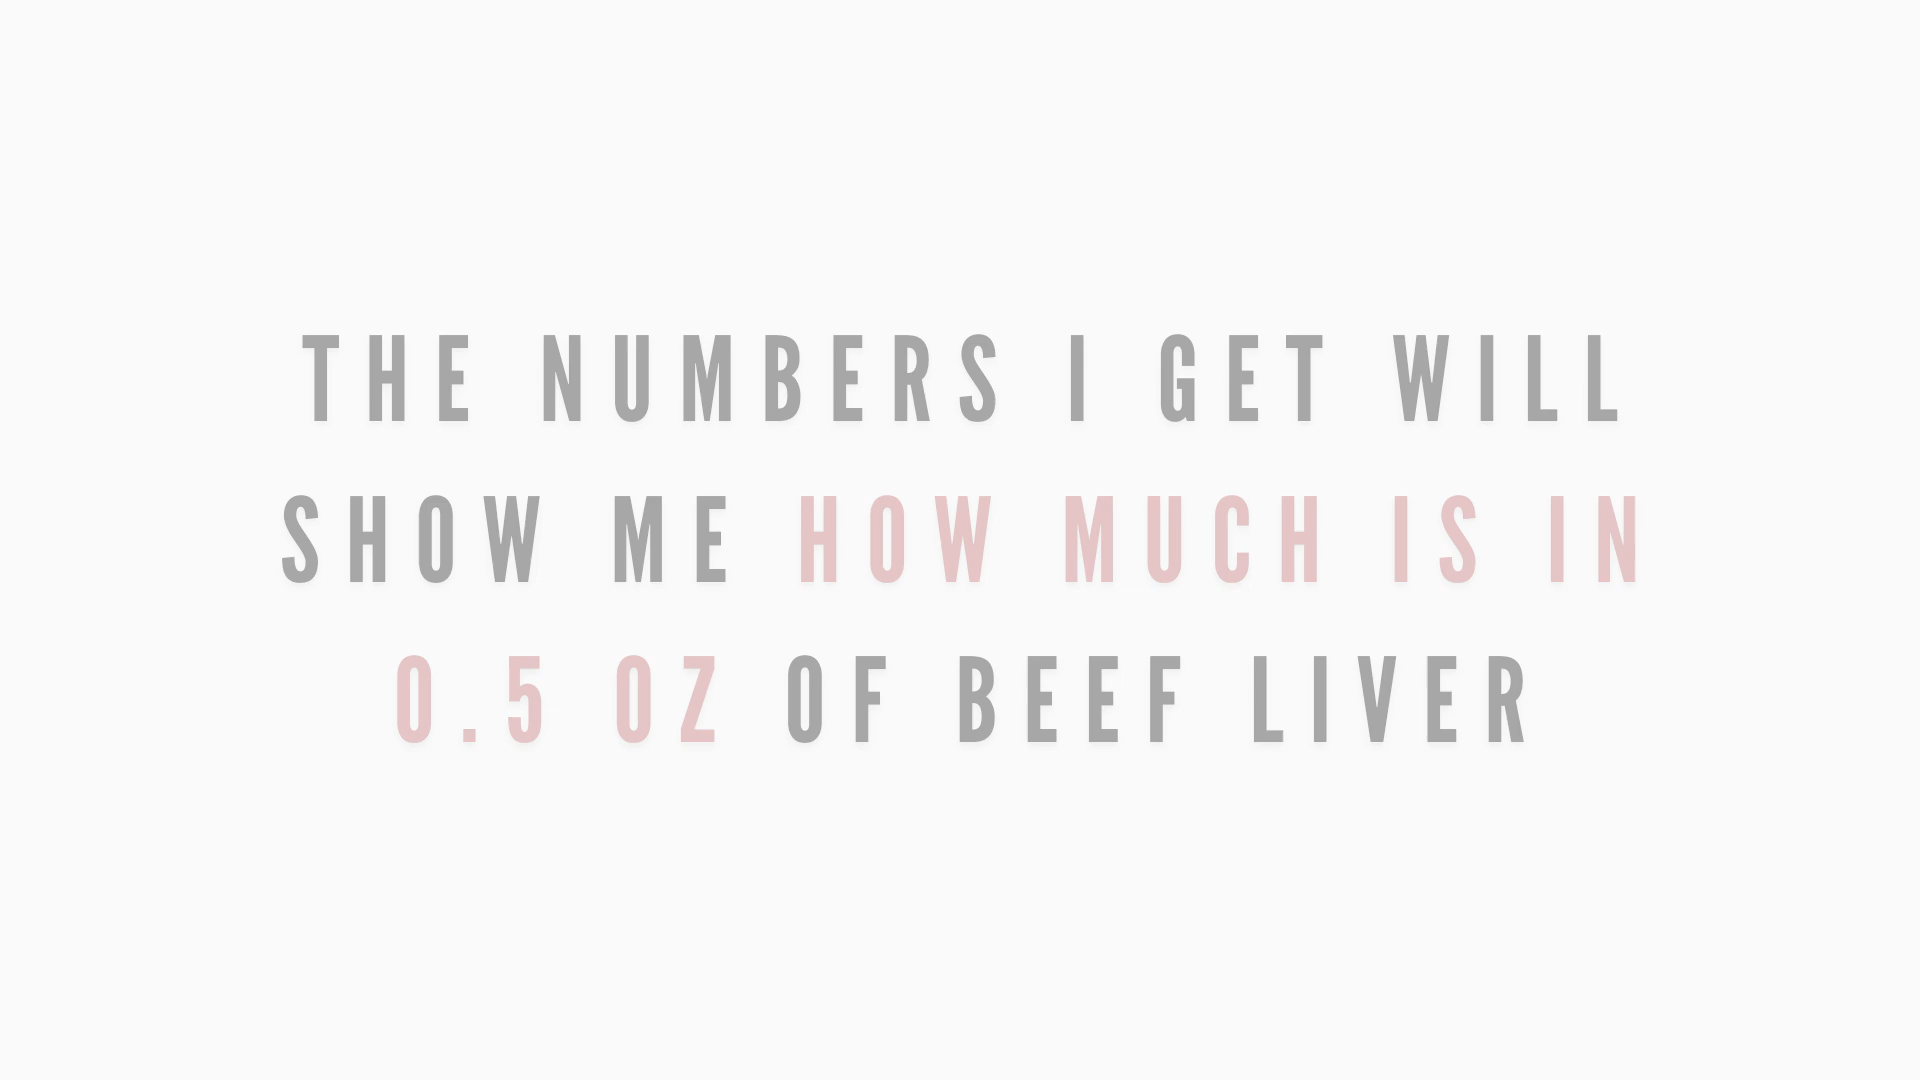 THE NUMBERS I GET WILL
SHOW ME HOW MUCH IS IN
0.5 OZ OF BEEF LIVER